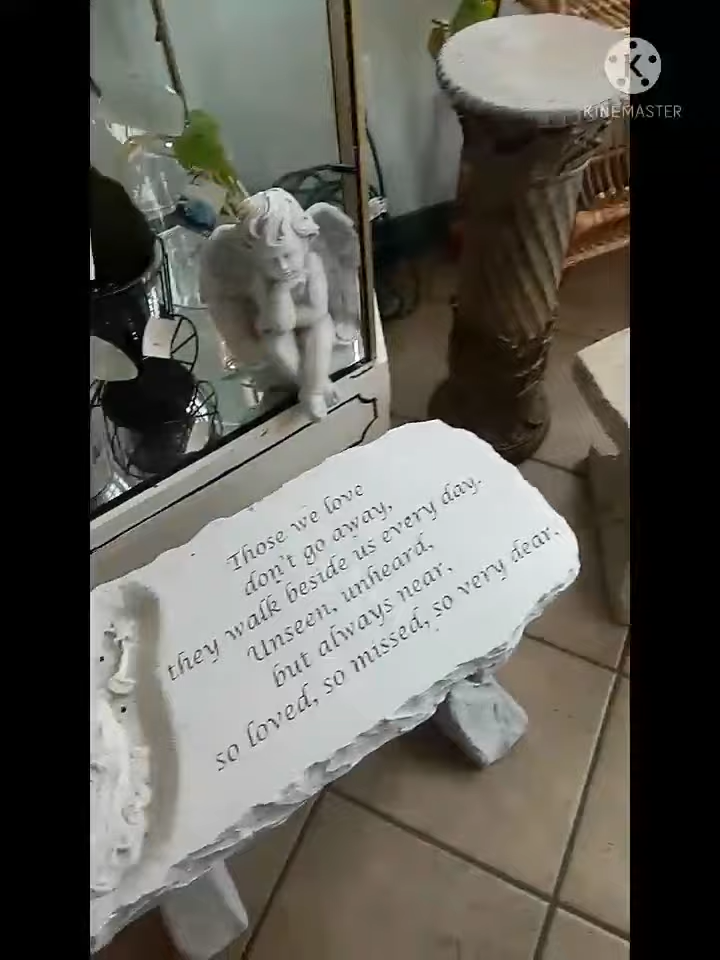 KINEMASTER
Those we love
don't go away,
they walk beside us every day.
Unseen, unheard,
but always near,
so loved, so missed, so very dear.